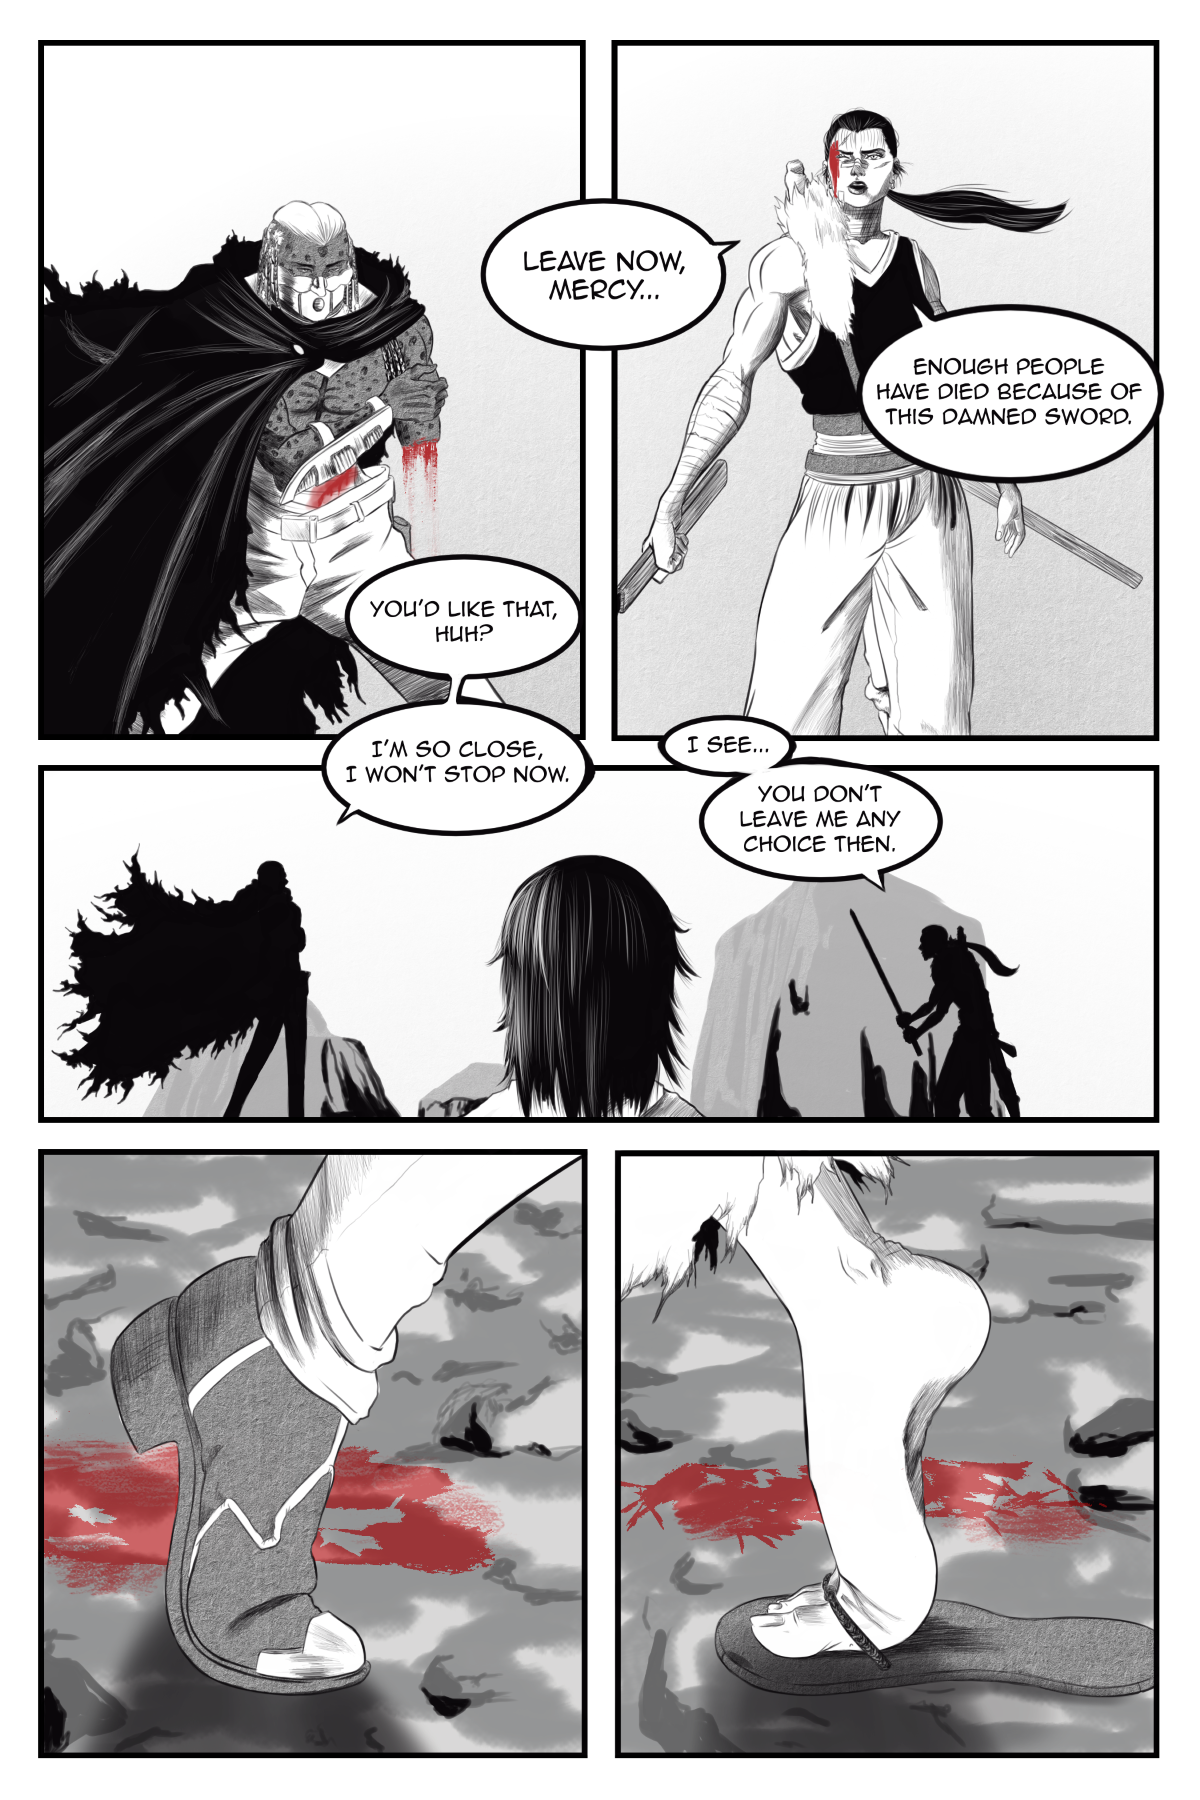 LEAVE NOW,
MERCY...
ENOUGH PEOPLE
HAVE DIED BECAUSE OF
THIS DAMNED SWORD.
YOU'D LIKE THAT,
HUH?
I'M SO CLOSE,
I WON'T STOP NOW.
I SEE...
YOU DON'T
LEAVE ME ANY
CHOICE THEN.